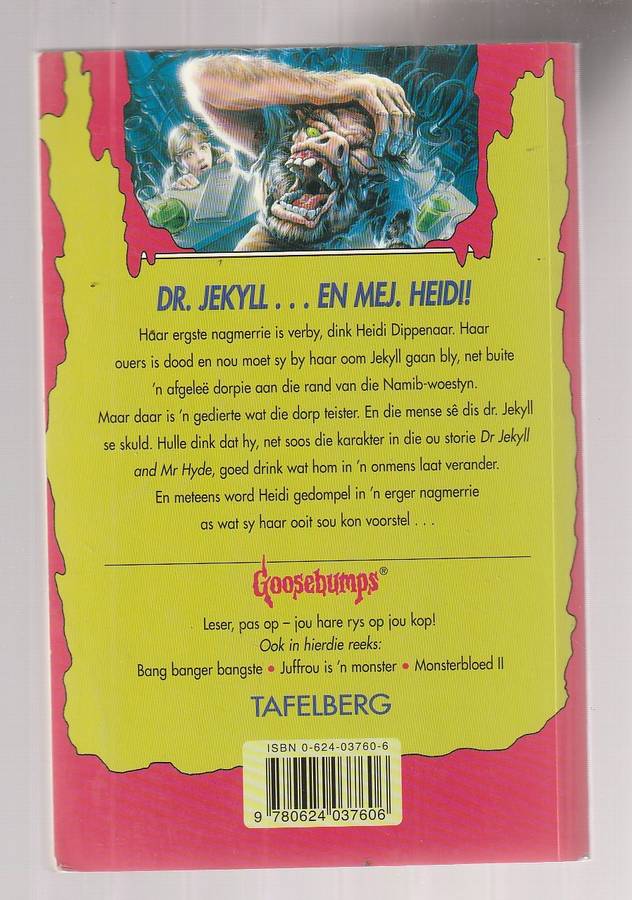 DR. JEKYLL . . . EN MEJ. HEIDI!
Haar ergste nagmerrie is verby, dink Heidi Dippenaar. Haar
ouers is dood en nou moet sy by haar oom Jekyll gaan bly, net buite
'n afgeleë dorpie aan die rand van die Namib-woestyn.
Maar daar is 'n gedierte wat die dorp teister. En die mense sê dis dr. Jekyll
se skuld. Hulle dink dat hy, net soos die karakter in die ou storie Dr Jekyll
and Mr Hyde, goed drink wat hom in 'n onmens laat verander.
En meteens word Heidi gedompel in 'n erger nagmerrie
as wat sy haar ooit sou kon voorstel . . .
Goosebumps®
Leser, pas op – jou hare rys op jou kop!
Ook in hierdie reeks:
Bang banger bangste • Juffrou is 'n monster • Monsterbloed II
TAFELBERG
ISBN 0-624-03760-6
9 780624 037606